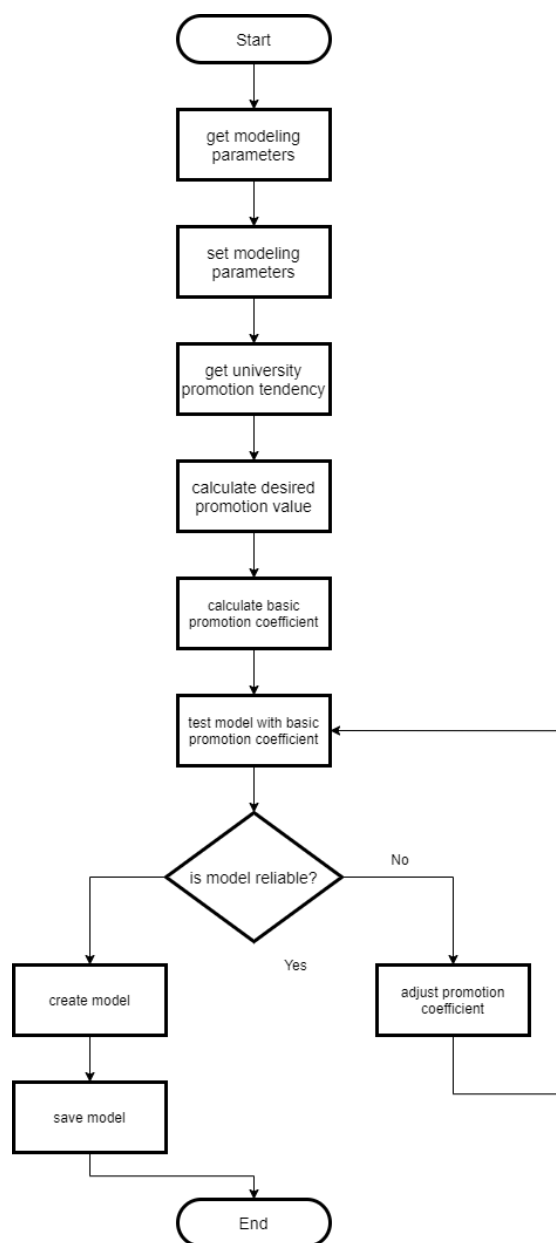 Start
get modeling
parameters
set modeling
parameters
get university
promotion tendency
calculate desired
promotion value
calculate basic
promotion coefficient
test model with basic
promotion coefficient
is model reliable?
No
Yes
create model
adjust promotion
coefficient
save model
End